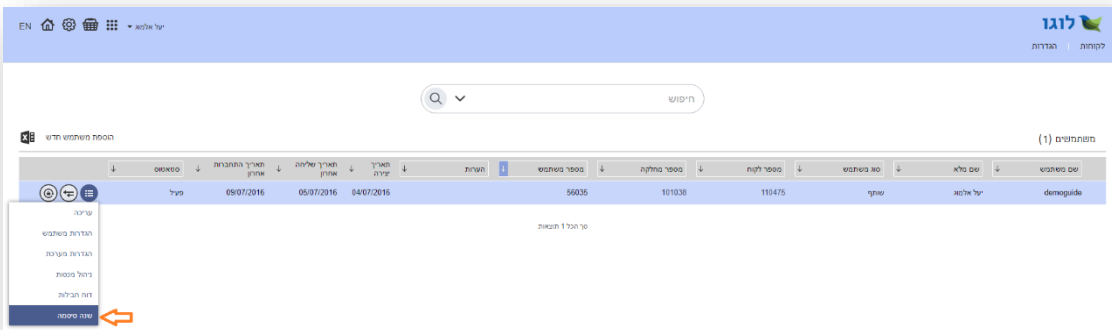 לוגו
יעל אלמוג
EN
לקוחות | הגדרות
חיפוש
משתמשים (1)
הוספת משתמש חדש
שם משתמש
שם מלא
סוג משתמש
מספר לקוח
מספר מחלקה
מספר משתמש
הערות
תאריך יצירה
תאריך שליחה אחרון
תאריך התחברות אחרון
סטאטוס
demoguide יעל אלמוג שותף 110475 101038 56035 04/07/2016 05/07/2016 09/07/2016 פעיל
סך הכל 1 תוצאות
עריכה
הגדרות משתמש
הגדרות מערכת
ניהול מכסות
דוח חבילות
שנה סיסמה